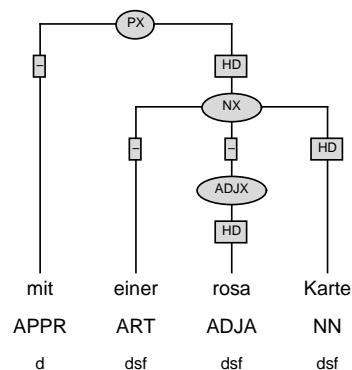 PX
– HD
NX
– – HD
ADJX
HD
mit einer rosa Karte
APPR ART ADJA NN
d dsf dsf dsf